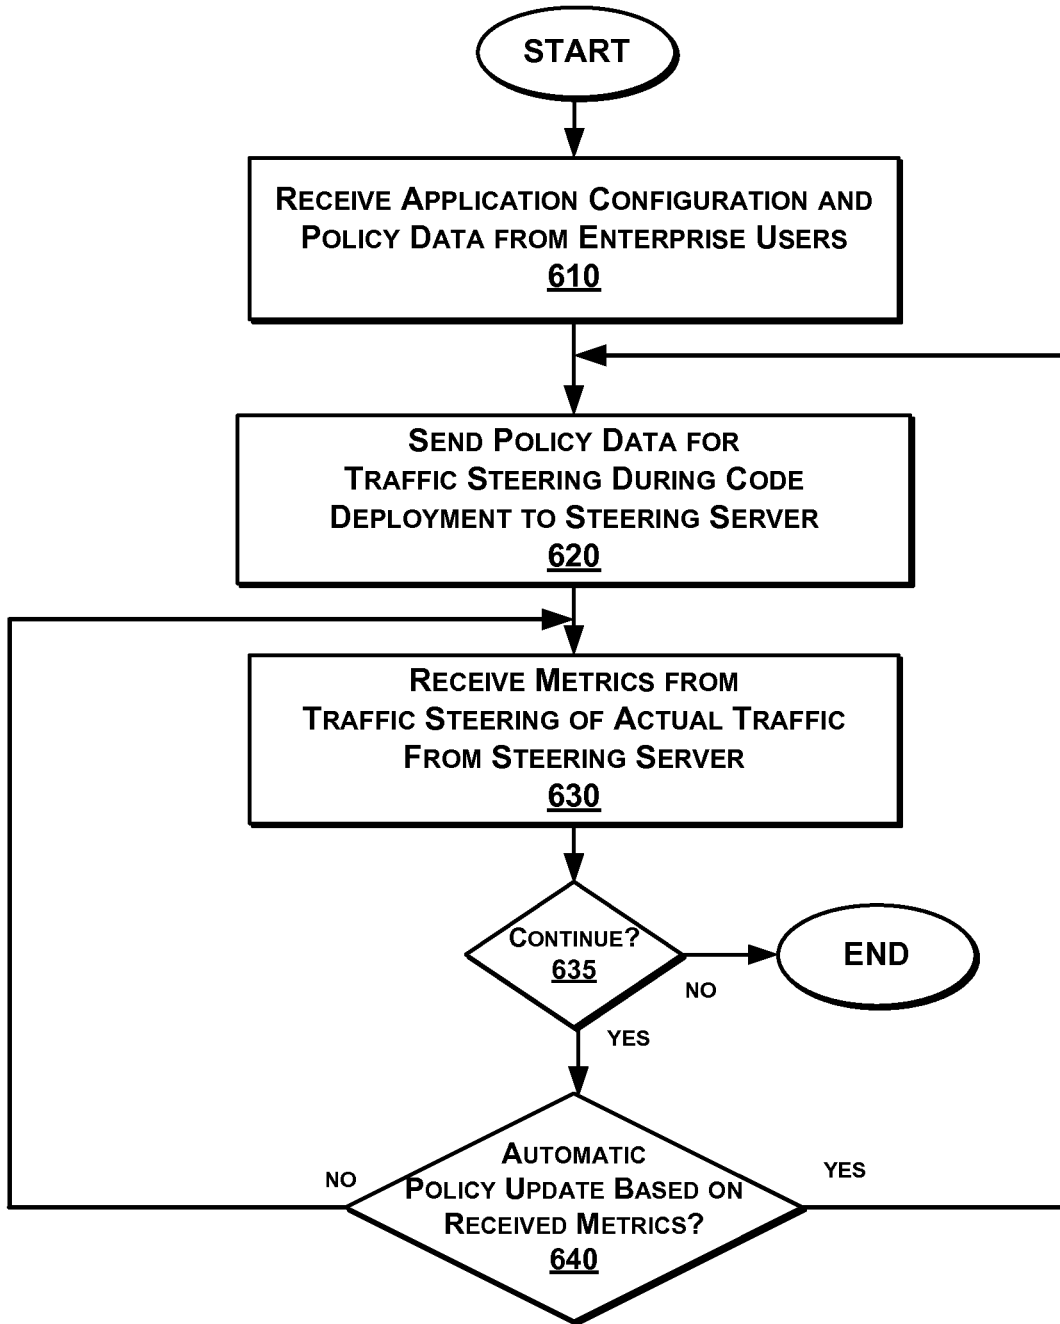 START
RECEIVE APPLICATION CONFIGURATION AND
POLICY DATA FROM ENTERPRISE USERS
610
SEND POLICY DATA FOR
TRAFFIC STEERING DURING CODE
DEPLOYMENT TO STEERING SERVER
620
RECEIVE METRICS FROM
TRAFFIC STEERING OF ACTUAL TRAFFIC
FROM STEERING SERVER
630
CONTINUE?
635
END
NO
YES
AUTOMATIC
POLICY UPDATE BASED ON
RECEIVED METRICS?
640
NO
YES